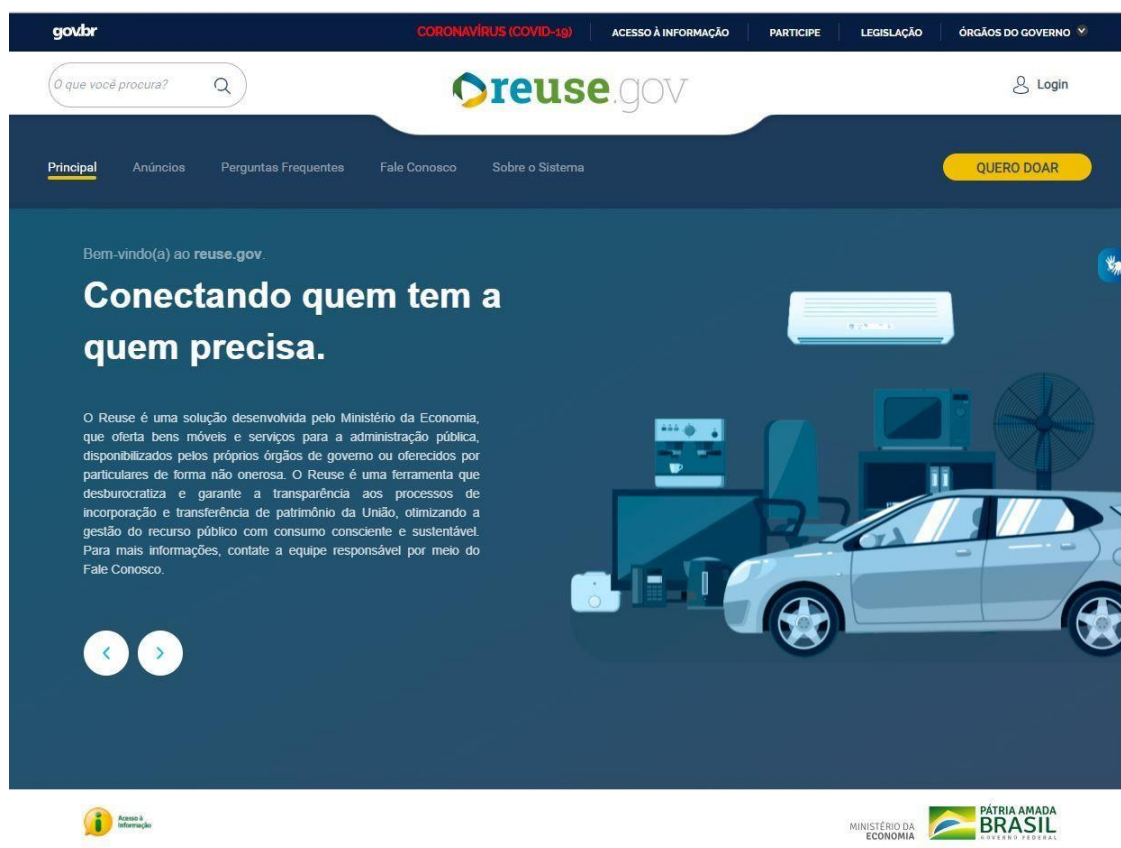 gov.br
CORONAVÍRUS (COVID-19)
ACESSO À INFORMAÇÃO
PARTICIPE
LEGISLAÇÃO
ÓRGÃOS DO GOVERNO
O que você procura?
reuse.gov
Login
Principal
Anúncios
Perguntas Frequentes
Fale Conosco
Sobre o Sistema
QUERO DOAR
Bem-vindo(a) ao reuse.gov.
Conectando quem tem a
quem precisa.
O Reuse é uma solução desenvolvida pelo Ministério da Economia,
que oferta bens móveis e serviços para a administração pública,
disponibilizados pelos próprios órgãos de governo ou oferecidos por
particulares de forma não onerosa. O Reuse é uma ferramenta que
desburocratiza e garante a transparência aos processos de
incorporação e transferência de patrimônio da União, otimizando a
gestão do recurso público com consumo consciente e sustentável.
Para mais informações, contate a equipe responsável por meio do
Fale Conosco.
Acesso à
Informação
MINISTÉRIO DA
ECONOMIA
PÁTRIA AMADA
BRASIL
GOVERNO FEDERAL